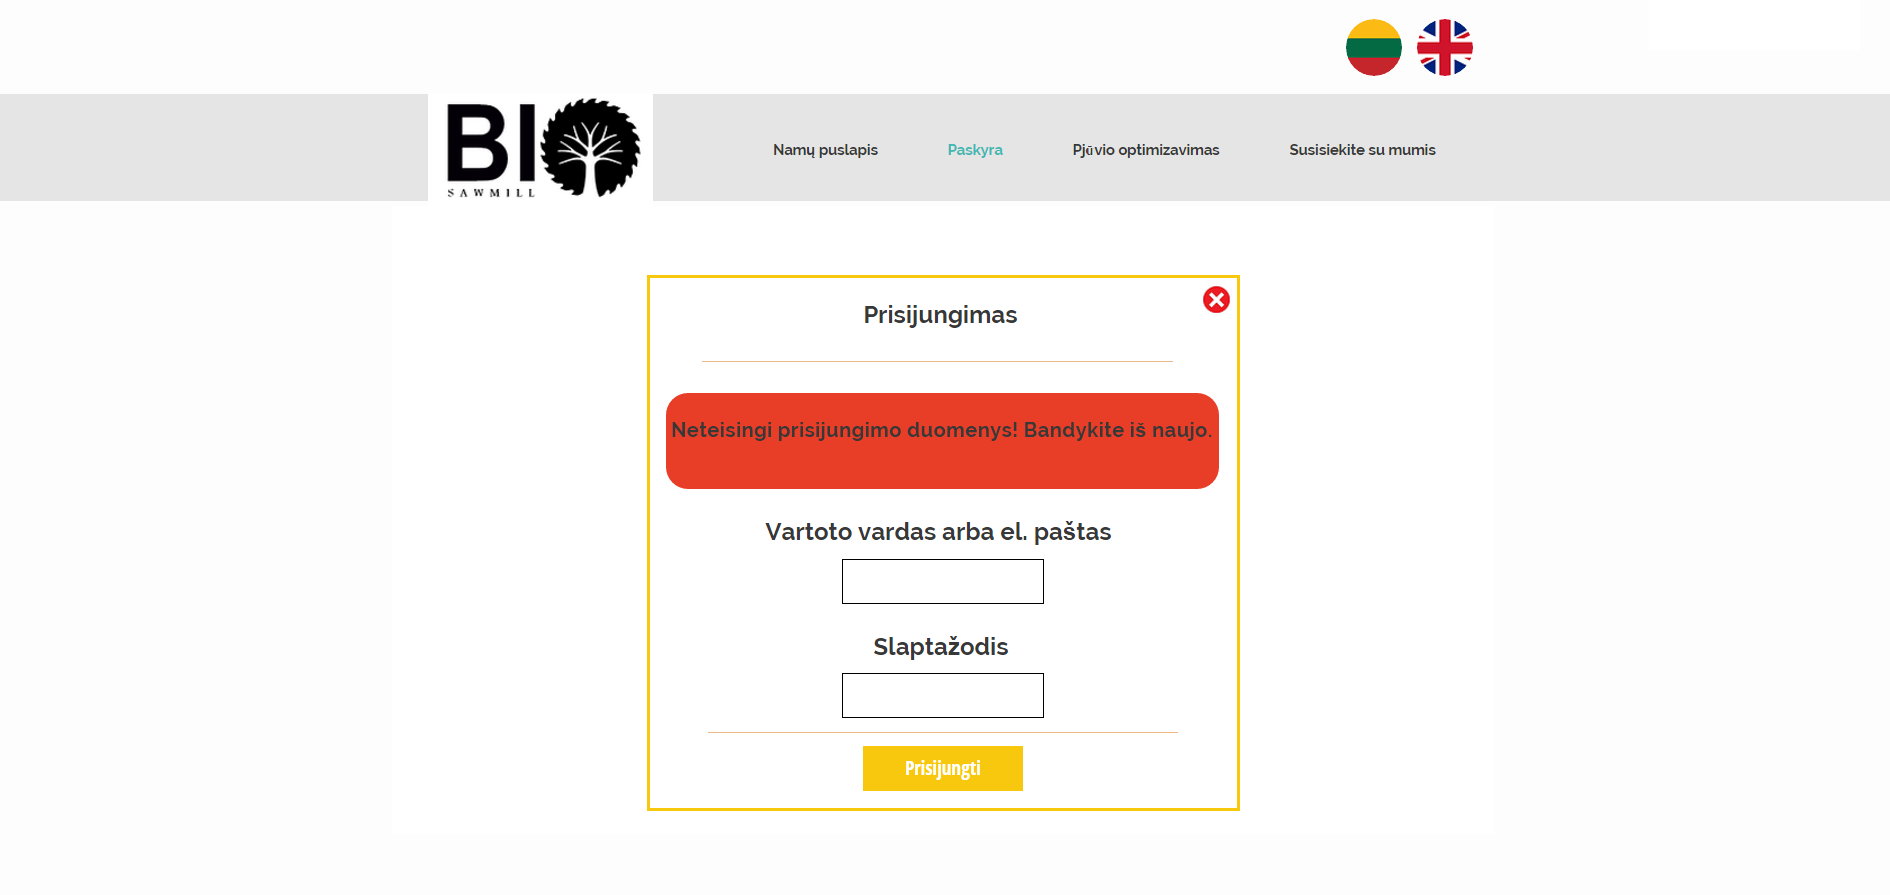 BIO
SAWMILL
Namų puslapis
Paskyra
Pjūvio optimizavimas
Susisiekite su mumis
Prisijungimas
Neteisingi prisijungimo duomenys! Bandykite iš naujo.
Vartoto vardas arba el. paštas
Slaptažodis
Prisijungti